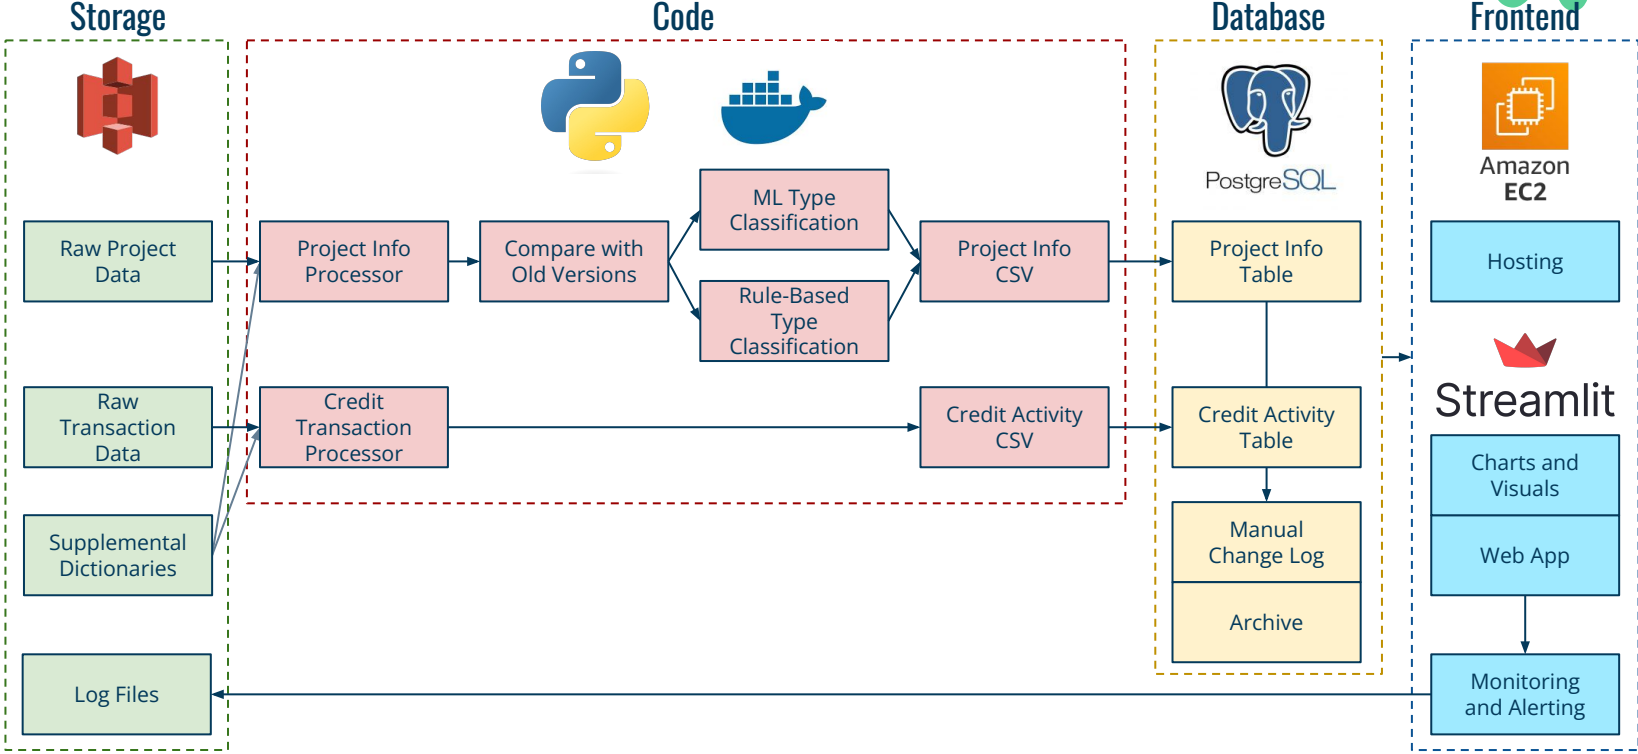 Storage
Code
Database
Frontend
PostgreSQL
Amazon
EC2
Raw Project
Data
Project Info
Processor
Compare with
Old Versions
ML Type
Classification
Rule-Based
Type
Classification
Project Info
CSV
Project Info
Table
Hosting
Streamlit
Raw
Transaction
Data
Credit
Transaction
Processor
Credit Activity
CSV
Credit Activity
Table
Charts and
Visuals
Supplemental
Dictionaries
Manual
Change Log
Web App
Archive
Log Files
Monitoring
and Alerting